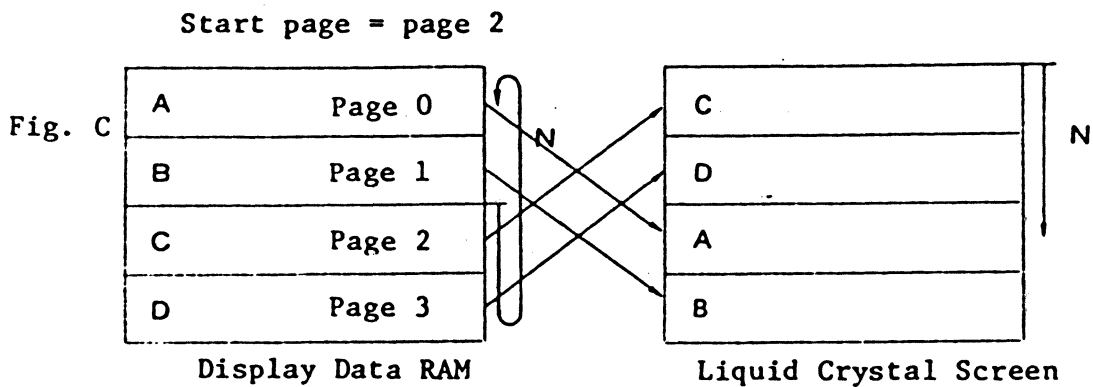 Start page = page 2
Fig. C
A Page 0
B Page 1
C Page 2
D Page 3
N
Display Data RAM
C
D
A
B
N
Liquid Crystal Screen